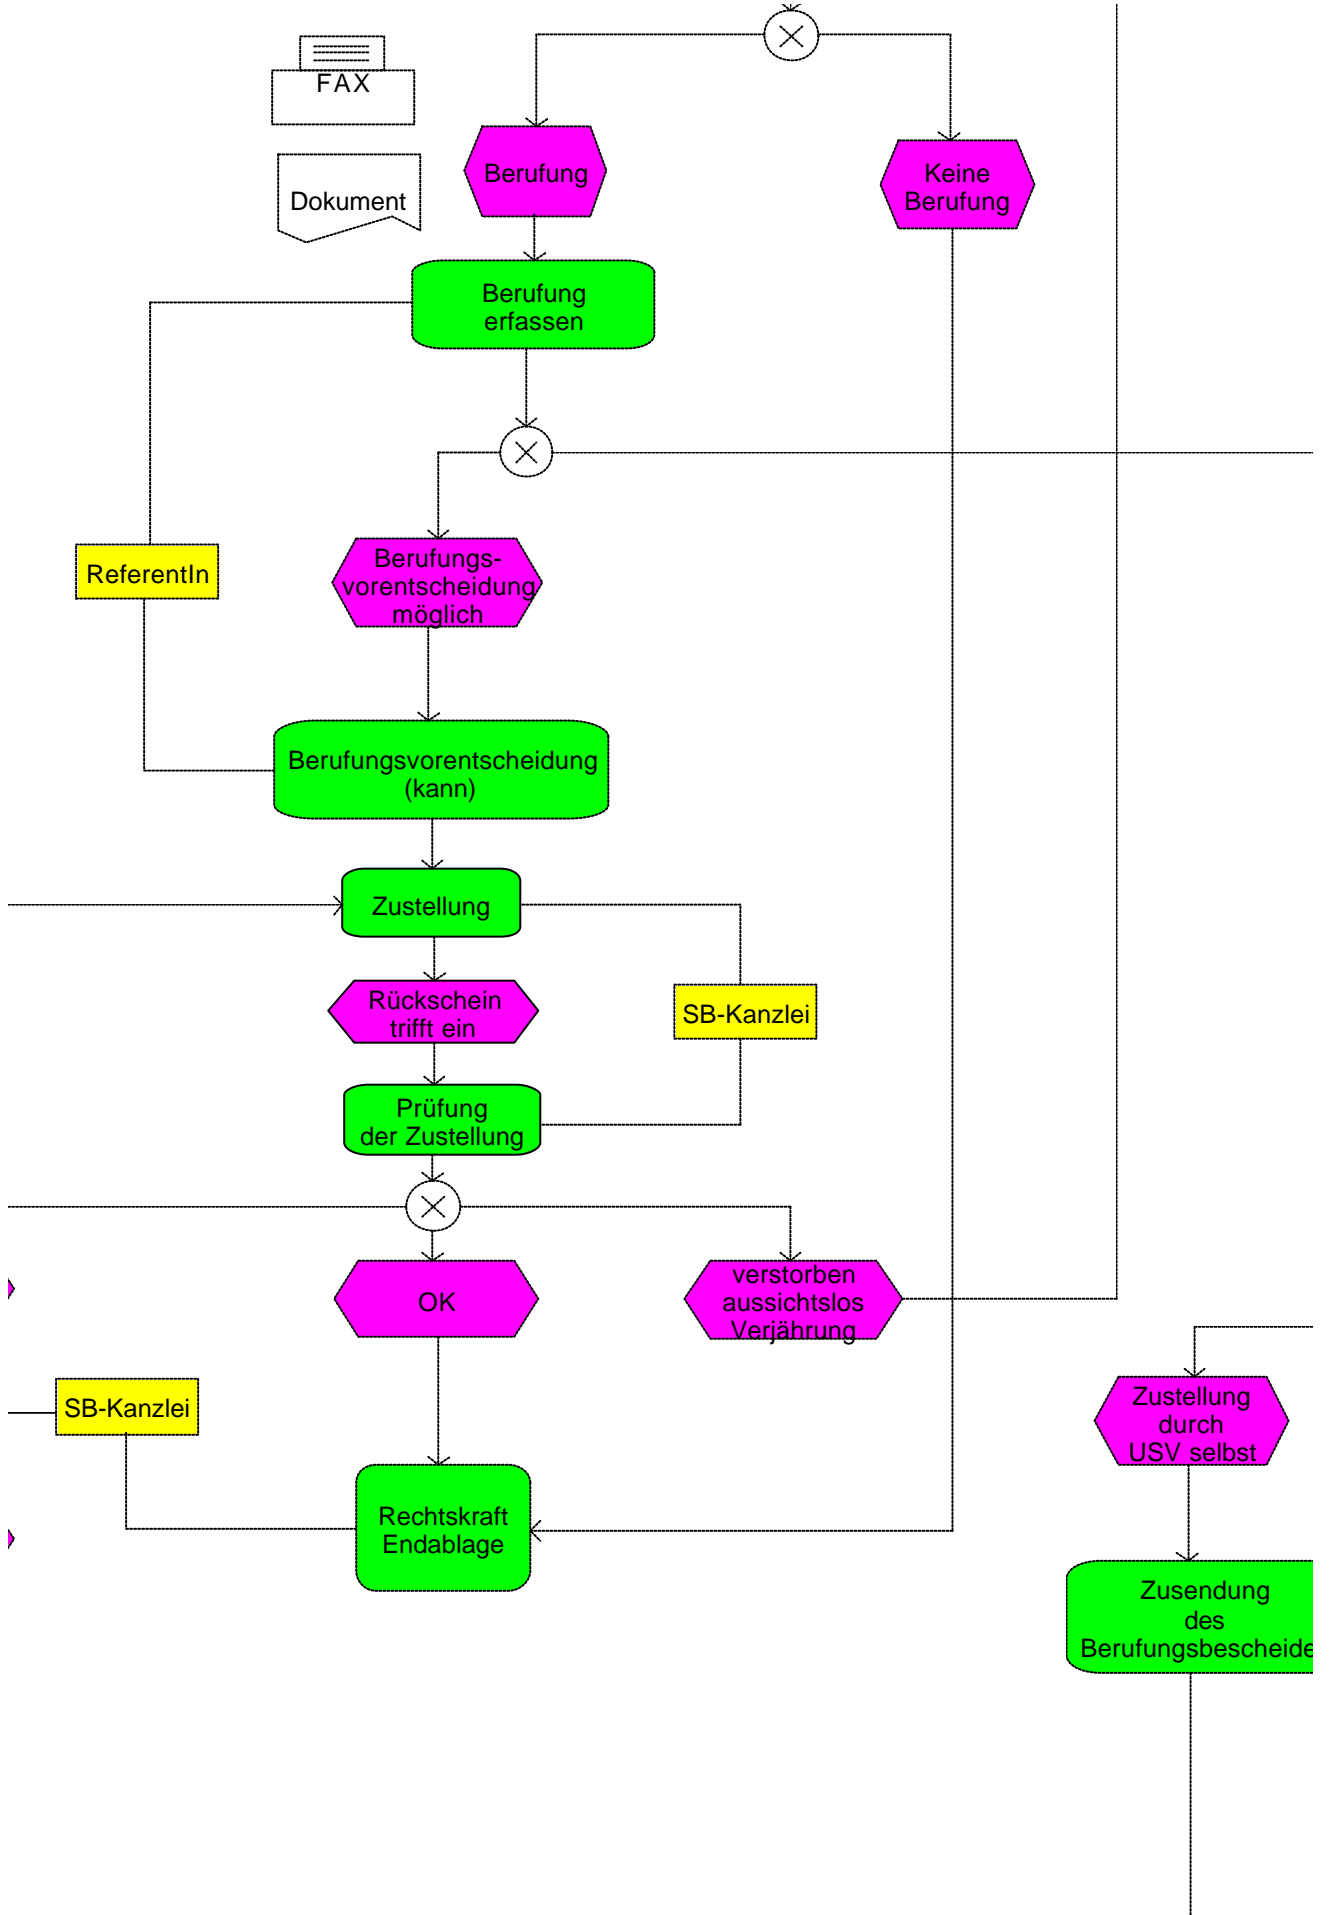 FAX
Dokument
Berufung
Keine
Berufung
Berufung
erfassen
ReferentIn
Berufungs-
vorentscheidung
möglich
Berufungsvorentscheidung
(kann)
Zustellung
Rückschein
trifft ein
SB-Kanzlei
Prüfung
der Zustellung
OK
verstorben
aussichtslos
Verjährung
SB-Kanzlei
Zustellung
durch
USV selbst
Rechtskraft
Endablage
Zusendung
des
Berufungsbescheide